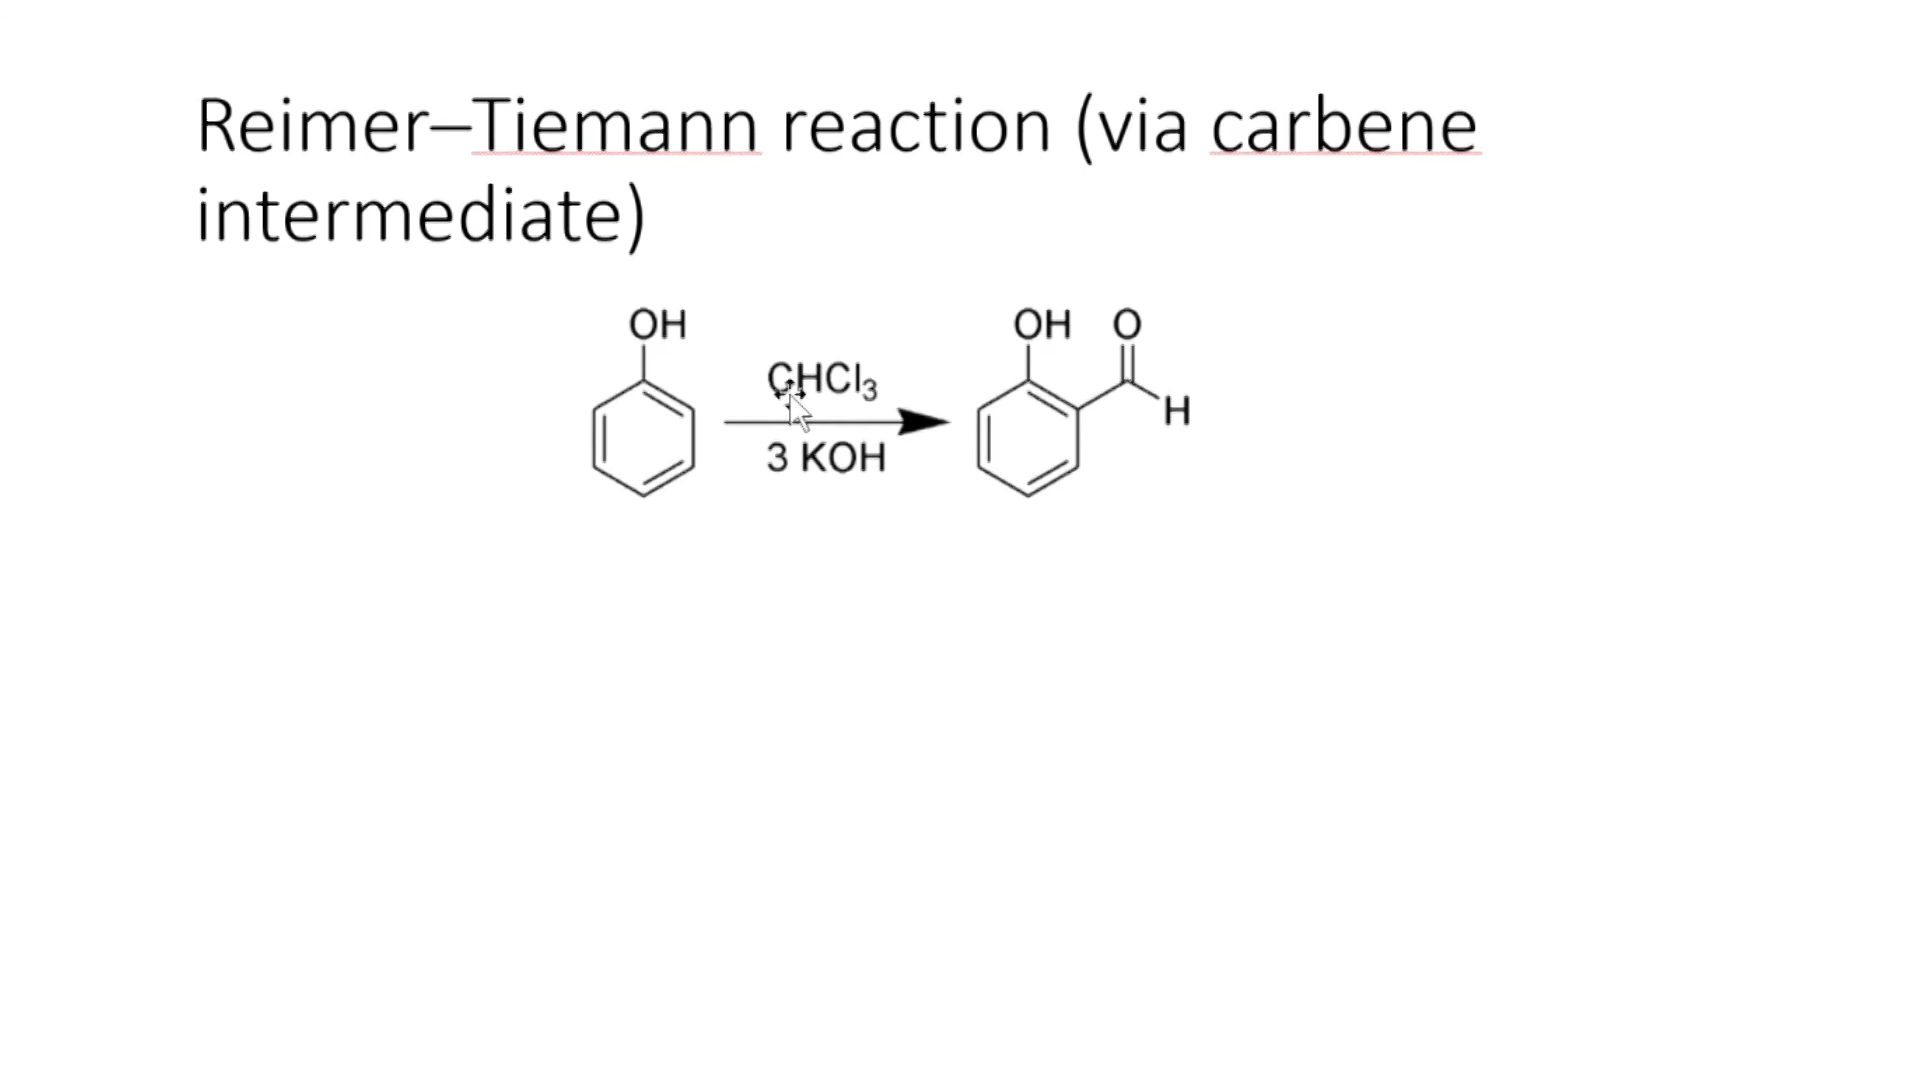 Reimer–Tiemann reaction (via carbene
intermediate)
OH
CHCl₃
3 KOH
OH O
H